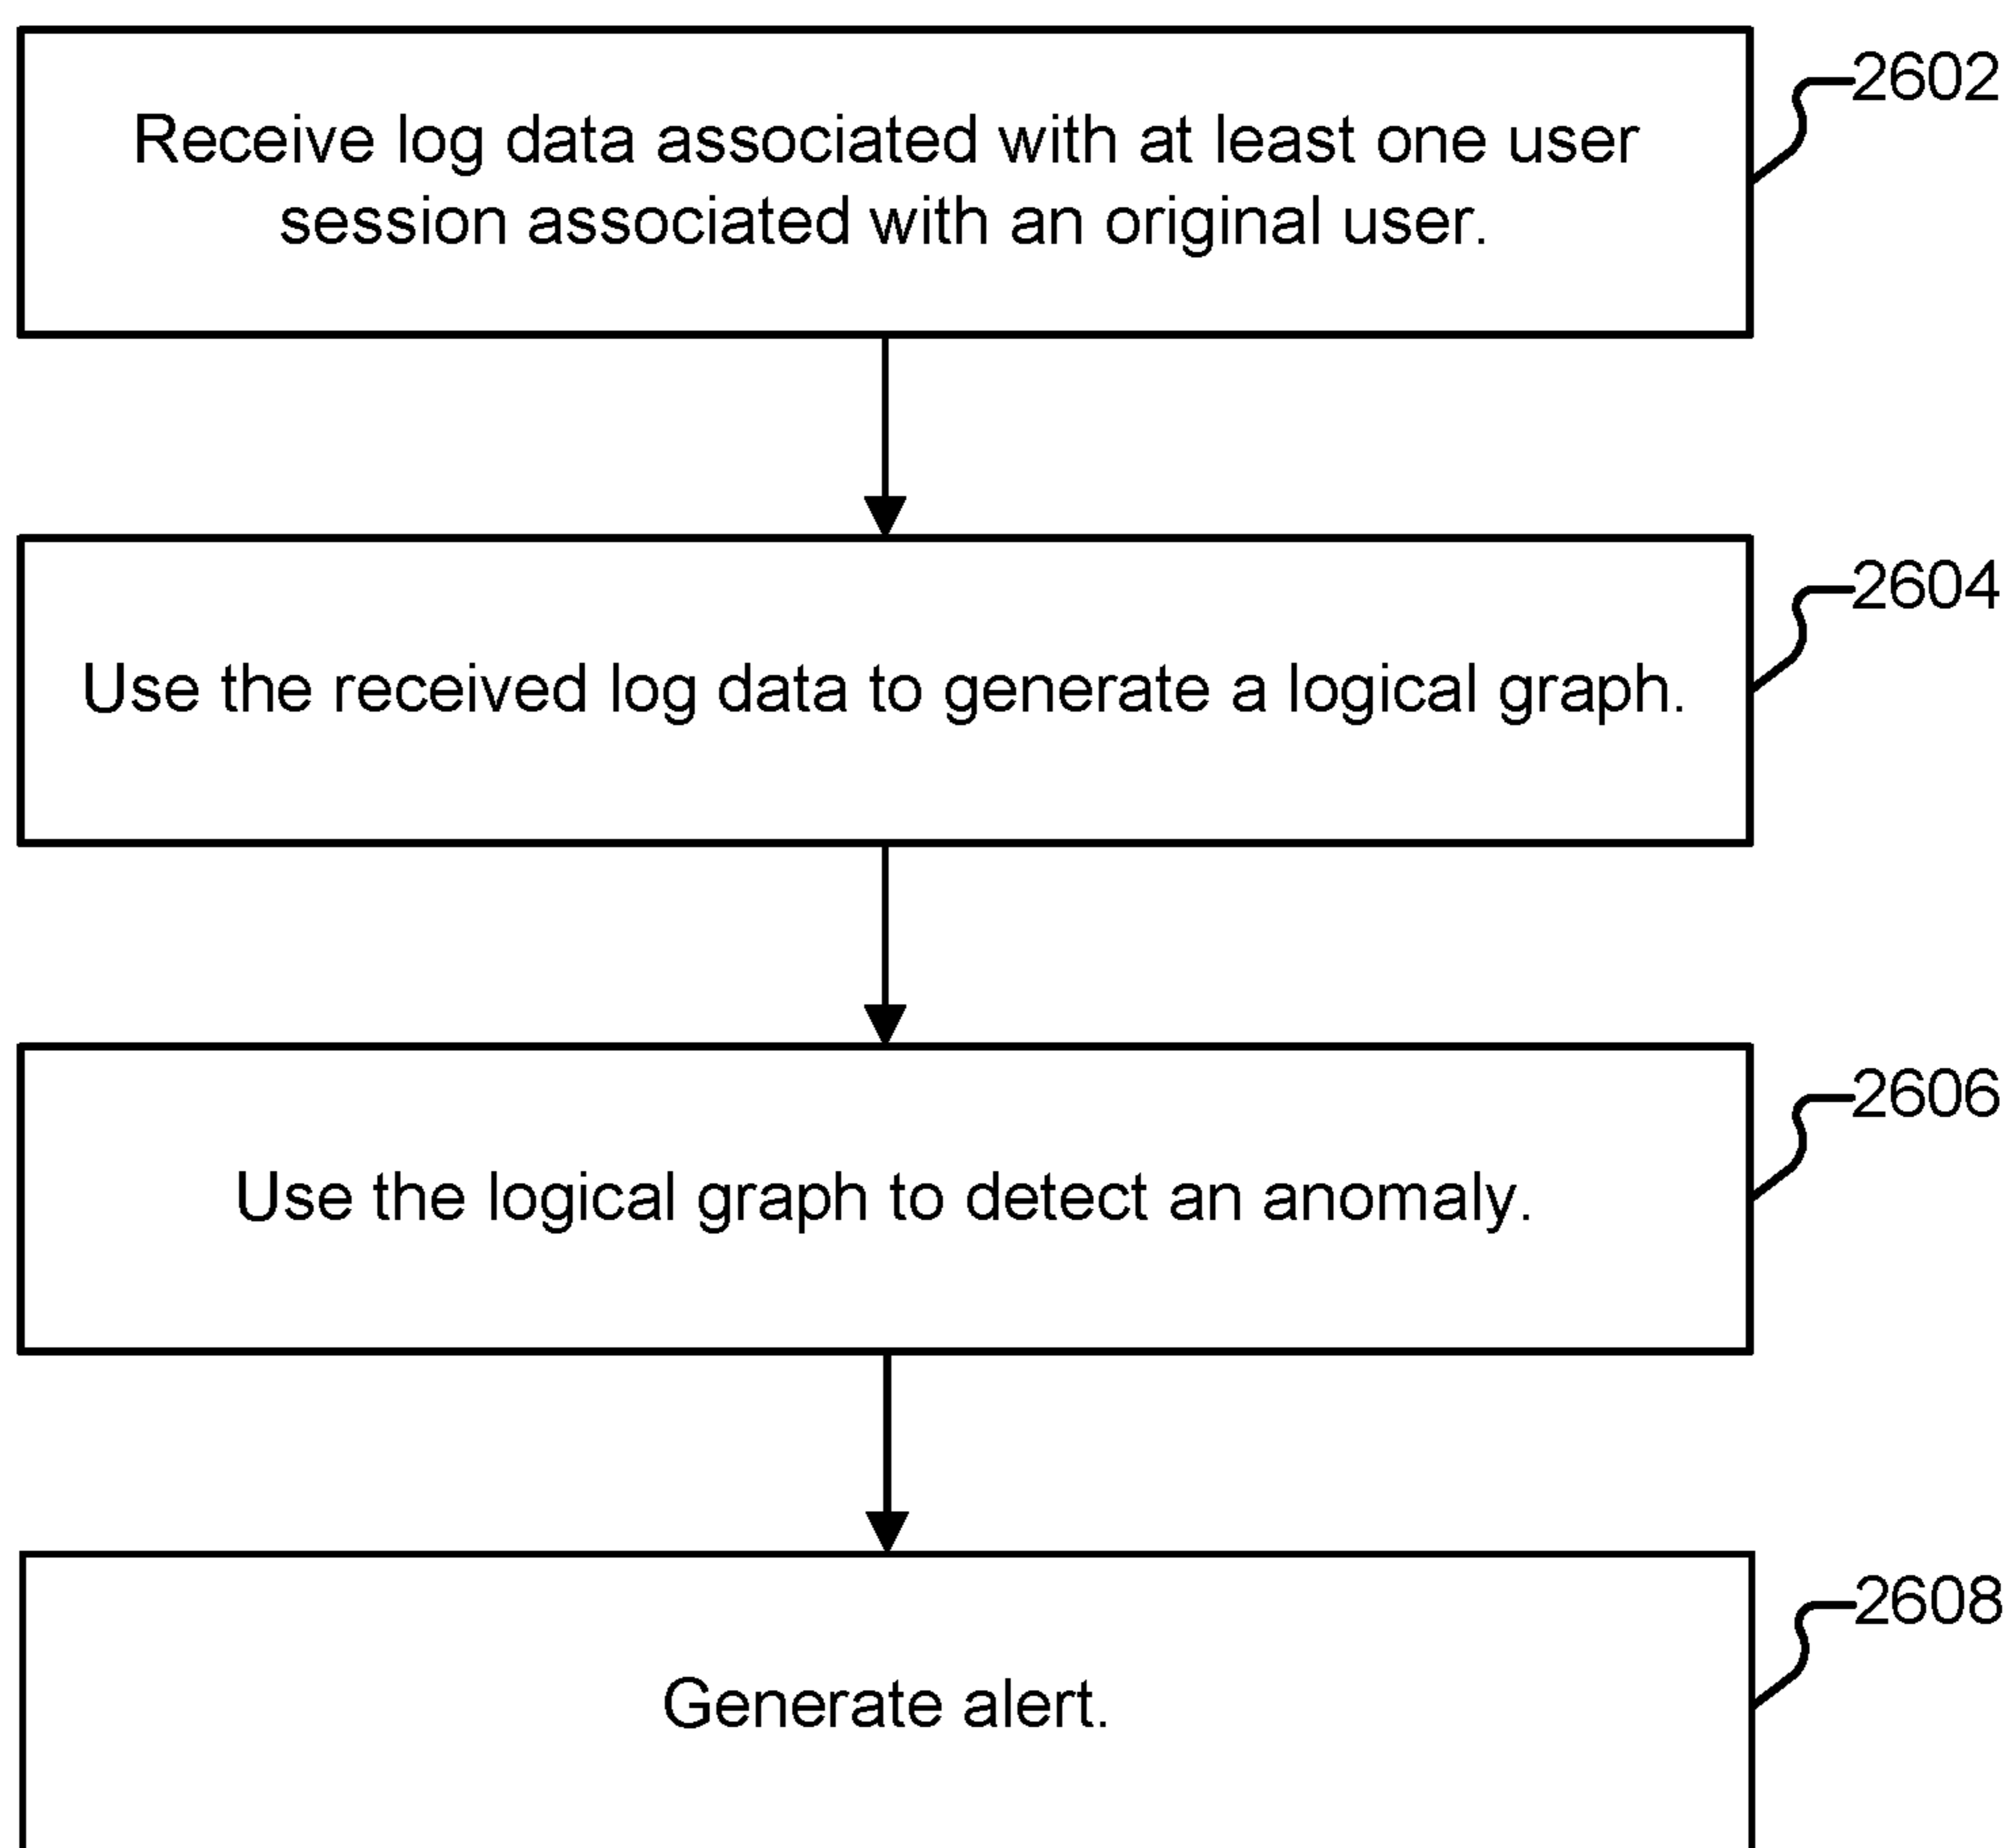 2602
Receive log data associated with at least one user
session associated with an original user.
2604
Use the received log data to generate a logical graph.
2606
Use the logical graph to detect an anomaly.
2608
Generate alert.